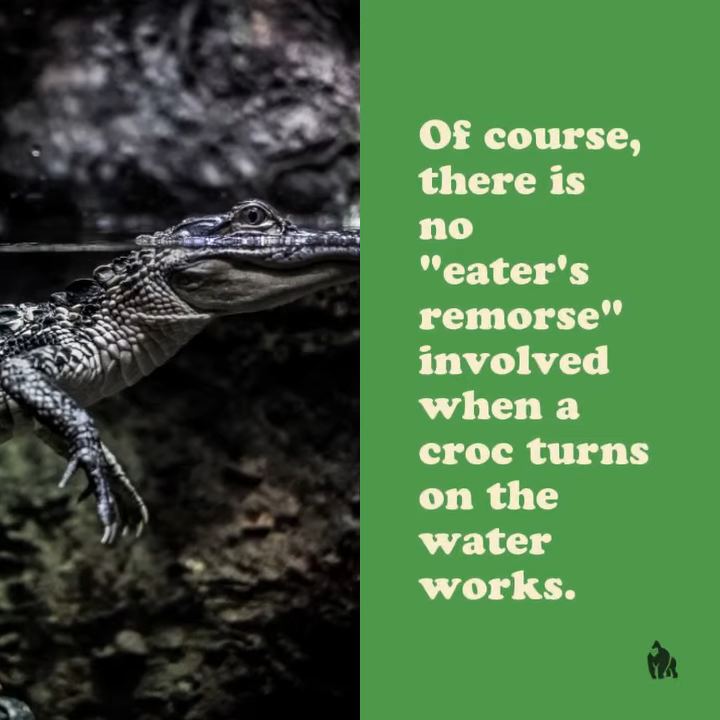 Of course,
there is
no
"eater's
remorse"
involved
when a
croc turns
on the
water
works.